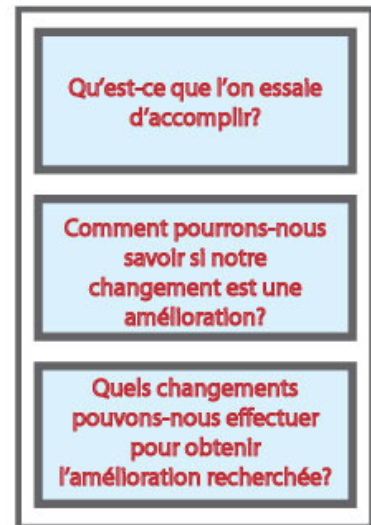 Qu'est-ce que l'on essaie
d'accomplir?
Comment pourrons-nous
savoir si notre
changement est une
amélioration?
Quels changements
pouvons-nous effectuer
pour obtenir
l'amélioration recherchée?